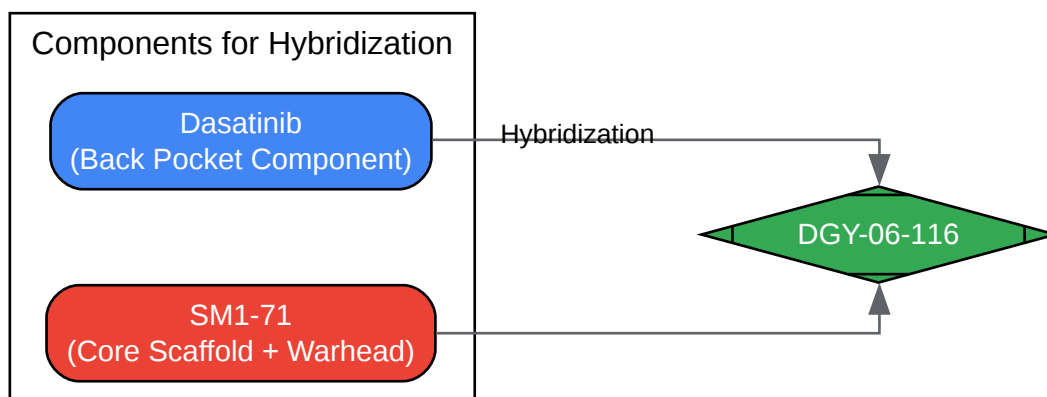 Components for Hybridization
Dasatinib
(Back Pocket Component)
Hybridization
DGY-06-116
SM1-71
(Core Scaffold + Warhead)